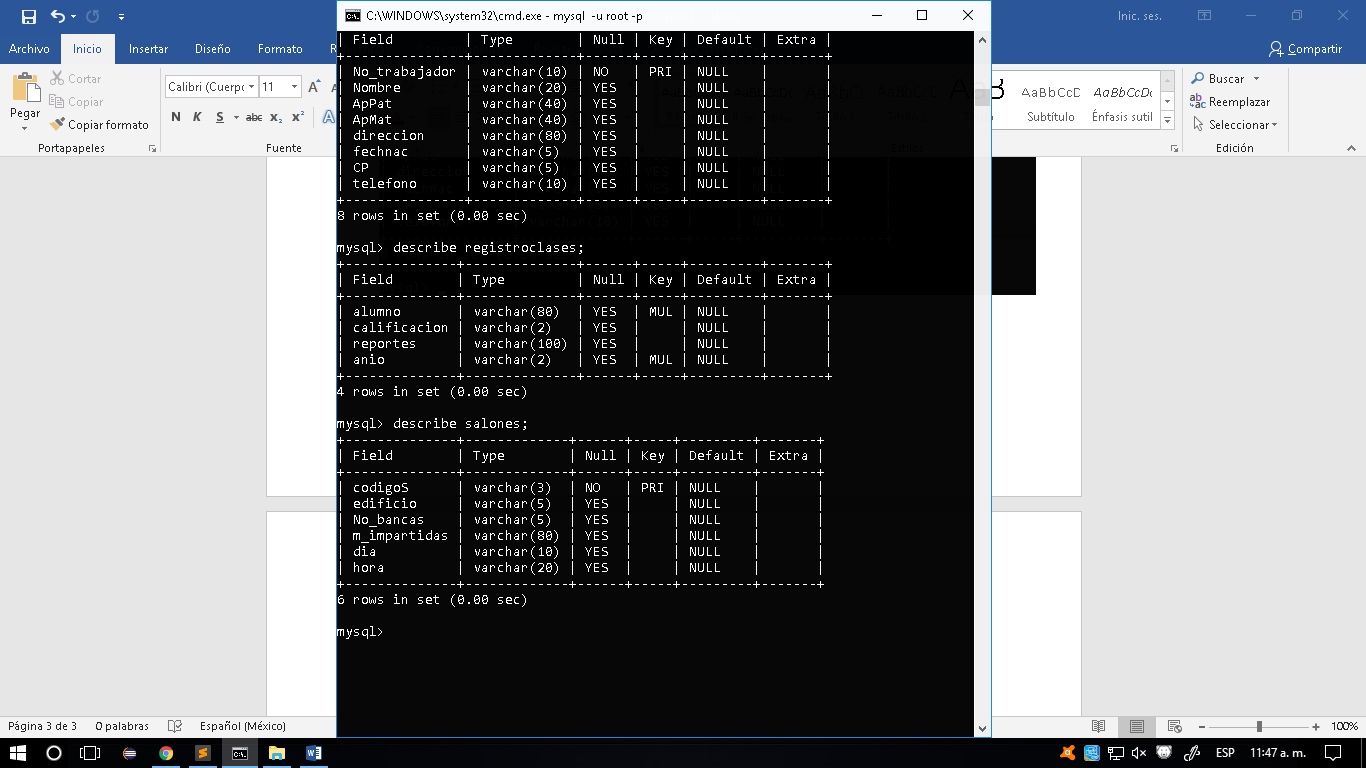 Inic. ses.
C:\WINDOWS\system32\cmd.exe - mysql -u root -p
Archivo Inicio Insertar Diseño Formato
Compartir
Pegar
Cortar
Copiar
Copiar formato
Portapapeles
Calibri (Cuerpo 11
N K S abc x₂ x²
Fuente
AaBbCcD AaBbCcDc
Subtítulo Énfasis sutil
Buscar
Reemplazar
Seleccionar
Edición
| Field | Type | Null | Key | Default | Extra |
+---------------+-------------+------+-----+---------+-------+
| No_trabajador | varchar(10) | NO | PRI | NULL | |
| Nombre | varchar(20) | YES | | NULL | |
| ApPat | varchar(40) | YES | | NULL | |
| ApMat | varchar(40) | YES | | NULL | |
| direccion | varchar(80) | YES | | NULL | |
| fechnac | varchar(5) | YES | | NULL | |
| CP | varchar(5) | YES | | NULL | |
| telefono | varchar(10) | YES | | NULL | |
+---------------+-------------+------+-----+---------+-------+
8 rows in set (0.00 sec)
mysql> describe registroclases;
+--------------+--------------+------+-----+---------+-------+
| Field | Type | Null | Key | Default | Extra |
+--------------+--------------+------+-----+---------+-------+
| alumno | varchar(80) | YES | MUL | NULL | |
| calificacion | varchar(2) | YES | | NULL | |
| reportes | varchar(100) | YES | | NULL | |
| anio | varchar(2) | YES | MUL | NULL | |
+--------------+--------------+------+-----+---------+-------+
4 rows in set (0.00 sec)
mysql> describe salones;
+--------------+-------------+------+-----+---------+-------+
| Field | Type | Null | Key | Default | Extra |
+--------------+-------------+------+-----+---------+-------+
| codigoS | varchar(3) | NO | PRI | NULL | |
| edificio | varchar(5) | YES | | NULL | |
| No_bancas | varchar(5) | YES | | NULL | |
| m_impartidas | varchar(80) | YES | | NULL | |
| dia | varchar(10) | YES | | NULL | |
| hora | varchar(20) | YES | | NULL | |
+--------------+-------------+------+-----+---------+-------+
6 rows in set (0.00 sec)
mysql>
Página 3 de 3 0 palabras Español (México)
100%
ESP 11:47 a. m.